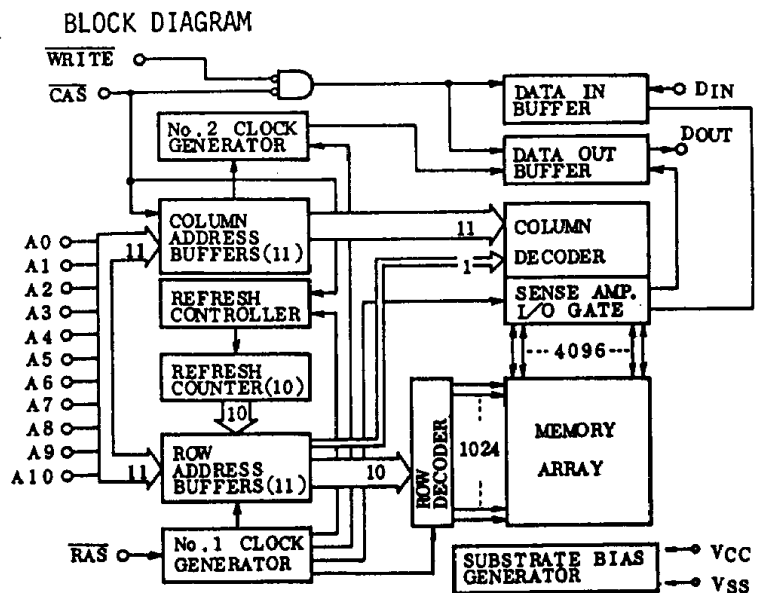 BLOCK DIAGRAM
WRITE
CAS
No.2 CLOCK
GENERATOR
DATA IN
BUFFER
DIN
DATA OUT
BUFFER
DOUT
COLUMN
ADDRESS
BUFFERS(11)
11
11
COLUMN
DECODER
1
SENSE AMP.
I/O GATE
A0
A1
A2
A3
A4
A5
A6
A7
A8
A9
A10
REFRESH
CONTROLLER
REFRESH
COUNTER(10)
10
4096
ROW
ADDRESS
BUFFERS(11)
11
10
ROW
DECODER
1024
MEMORY
ARRAY
RAS
No.1 CLOCK
GENERATOR
SUBSTRATE BIAS
GENERATOR
VCC
VSS